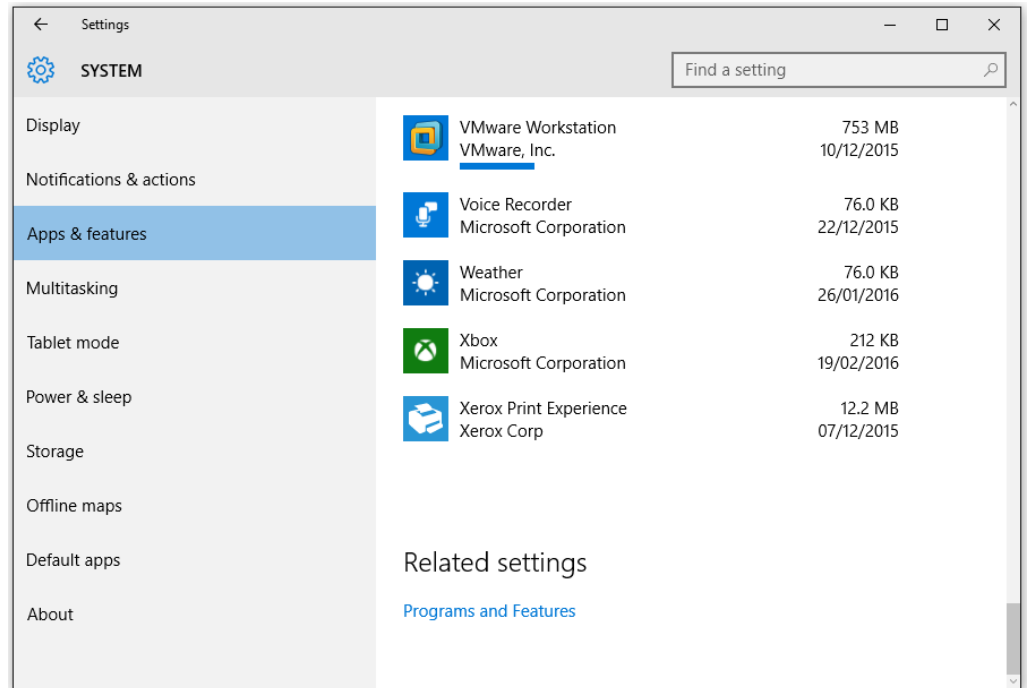 Settings
SYSTEM
Find a setting
Display
Notifications & actions
Apps & features
Multitasking
Tablet mode
Power & sleep
Storage
Offline maps
Default apps
About
VMware Workstation 753 MB
VMware, Inc. 10/12/2015
Voice Recorder 76.0 KB
Microsoft Corporation 22/12/2015
Weather 76.0 KB
Microsoft Corporation 26/01/2016
Xbox 212 KB
Microsoft Corporation 19/02/2016
Xerox Print Experience 12.2 MB
Xerox Corp 07/12/2015
Related settings
Programs and Features